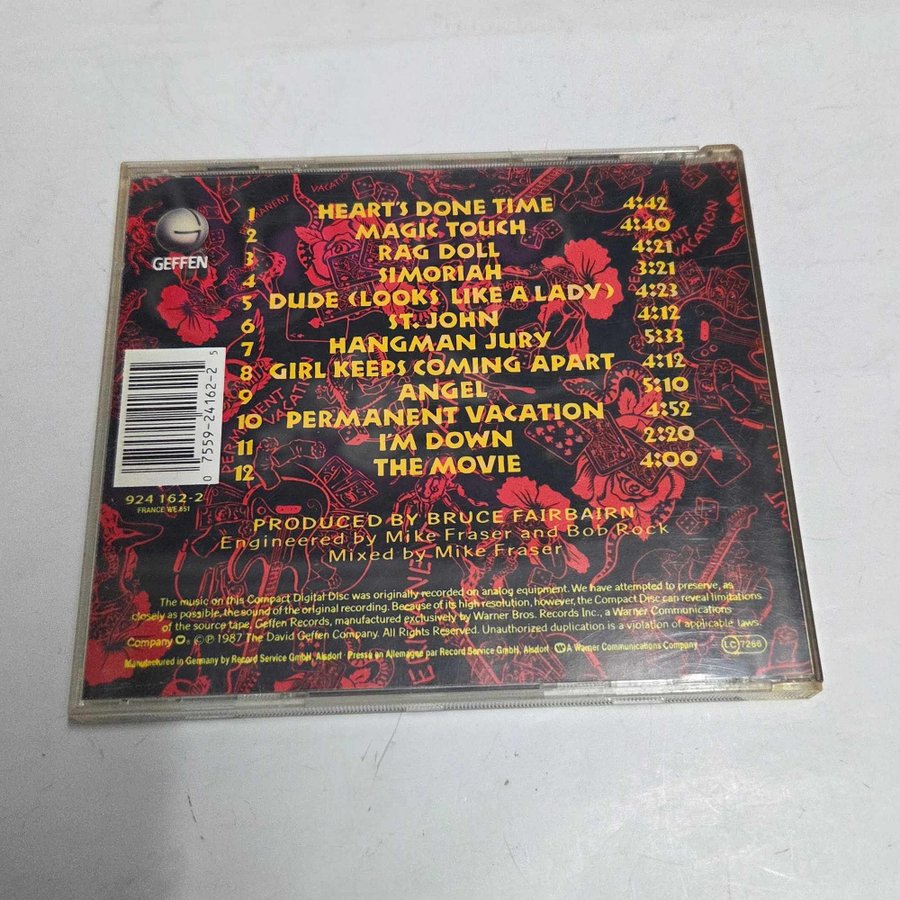 GEFFEN
1 HEART'S DONE TIME 4:42
2 MAGIC TOUCH 4:40
3 RAG DOLL 4:21
4 SIMORIAH 3:21
5 DUDE (LOOKS LIKE A LADY) 4:23
6 ST. JOHN 4:12
7 HANGMAN JURY 5:33
8 GIRL KEEPS COMING APART 4:12
9 ANGEL 5:10
10 PERMANENT VACATION 4:52
11 I'M DOWN 2:20
12 THE MOVIE 4:00
0 7559-24162-2 5
924 162-2
FRANCE WE 851
PRODUCED BY BRUCE FAIRBAIRN
Engineered by Mike Fraser and Bob Rock
Mixed by Mike Fraser
The music on this Compact Digital Disc was originally recorded on analog equipment. We have attempted to preserve, as
closely as possible, the sound of the original recording. Because of its high resolution, however, the Compact Disc can reveal limitations
of the source tape. Geffen Records, manufactured exclusively by Warner Bros. Records Inc., a Warner Communications
Company. © ℗ 1987 The David Geffen Company. All Rights Reserved. Unauthorized duplication is a violation of applicable laws.
Manufactured in Germany by Record Service GmbH, Alsdorf · Presse en Allemagne par Record Service GmbH, Alsdorf · A Warner Communications Company
LC 7266
PERMANENT VACATION